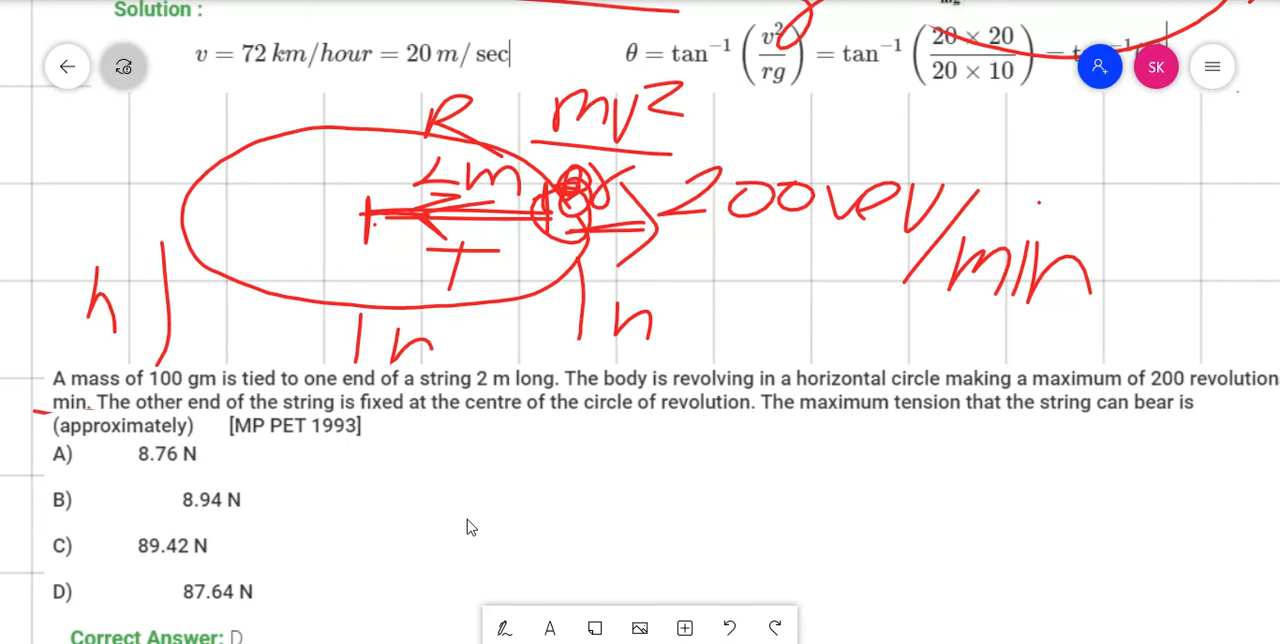 Solution :
v = 72 km/hour = 20 m/ sec θ = tan⁻¹ (v²/rg) = tan⁻¹ (20 × 20/20 × 10)
SK
R mv²
2m r 200 rev/min
T
h
h
h
A mass of 100 gm is tied to one end of a string 2 m long. The body is revolving in a horizontal circle making a maximum of 200 revolution
min. The other end of the string is fixed at the centre of the circle of revolution. The maximum tension that the string can bear is
(approximately) [MP PET 1993]
A) 8.76 N
B) 8.94 N
C) 89.42 N
D) 87.64 N
A
Correct Answer: D